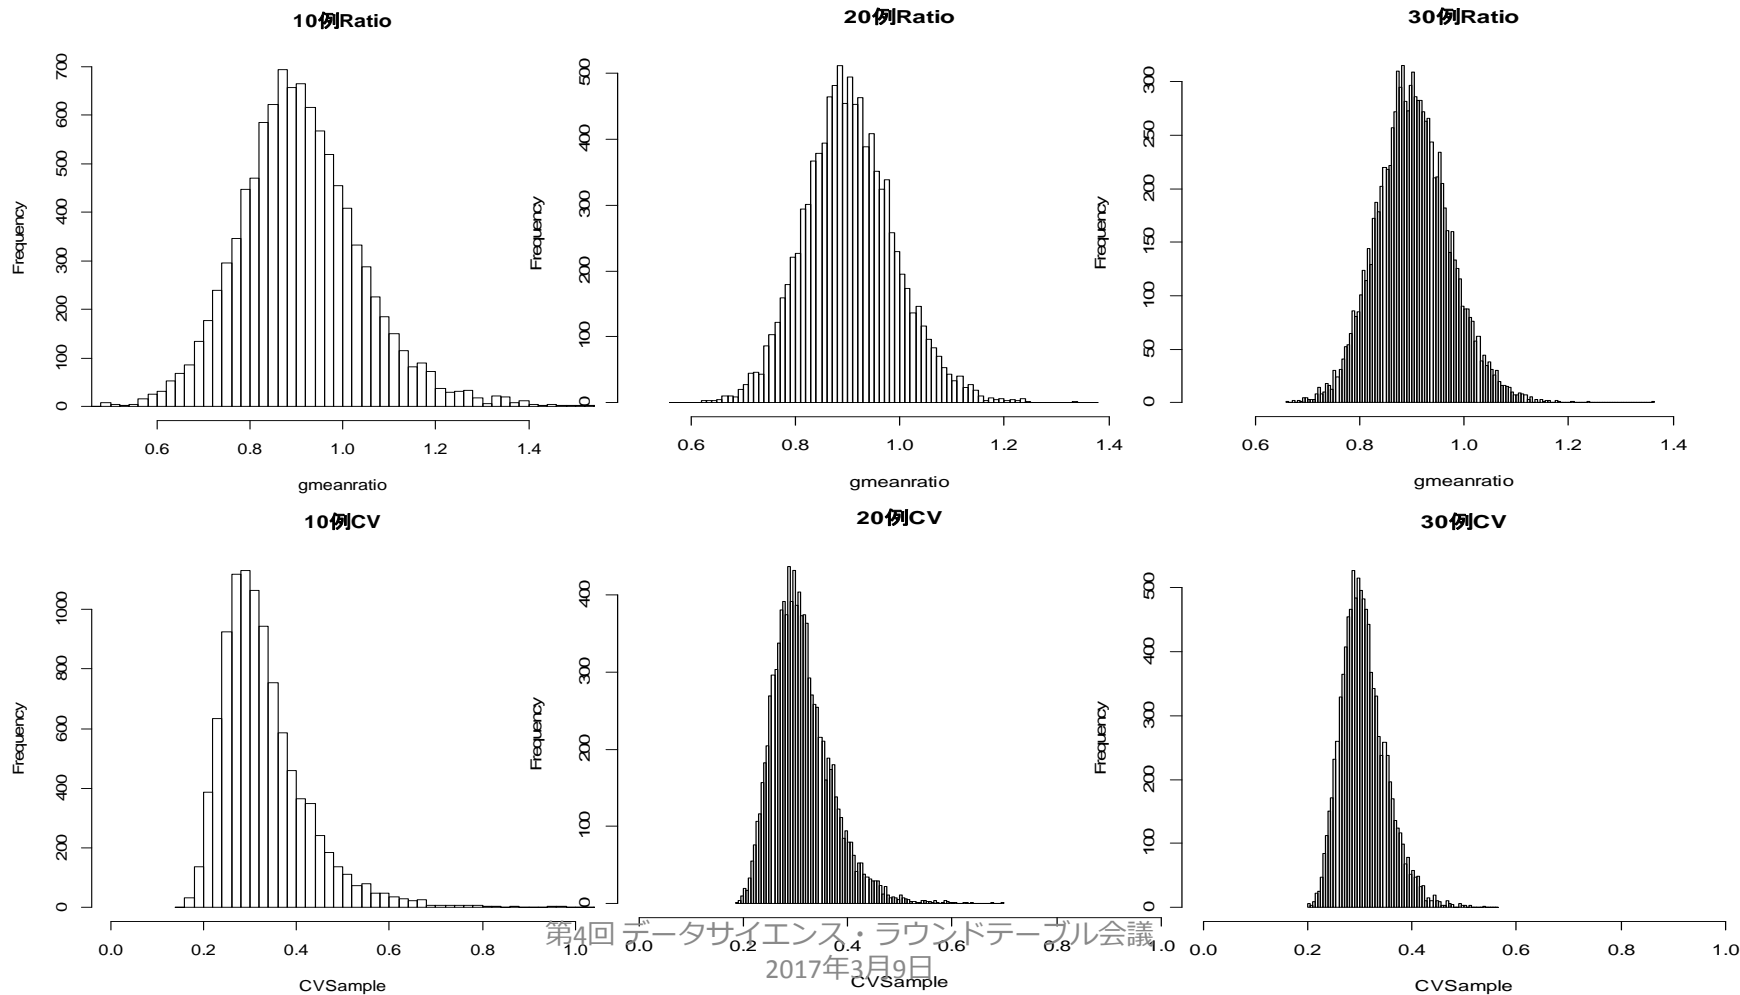 10例Ratio
20例Ratio
30例Ratio
Frequency
0 100 200 300 400 500 600 700
0.6 0.8 1.0 1.2 1.4
gmeanratio
Frequency
0 100 200 300 400 500
0.6 0.8 1.0 1.2 1.4
gmeanratio
Frequency
0 50 100 150 200 250 300
0.6 0.8 1.0 1.2 1.4
gmeanratio
10例CV
20例CV
30例CV
Frequency
0 200 400 600 800 1000
0.0 0.2 0.4 0.6 0.8 1.0
CVSample
Frequency
0 100 200 300 400
0.0 0.2 0.4 0.6 0.8 1.0
CVSample
Frequency
0 100 200 300 400 500
0.0 0.2 0.4 0.6 0.8 1.0
CVSample
第4回 データサイエンス・ラウンドテーブル会議
2017年3月9日